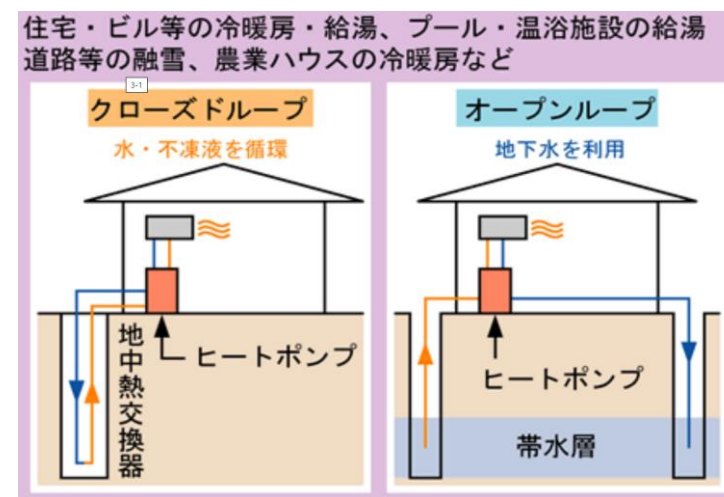 住宅・ビル等の冷暖房・給湯、プール・温浴施設の給湯
道路等の融雪、農業ハウスの冷暖房など
3-1
クローズドループ
水・不凍液を循環
ヒートポンプ
地中熱交換器
オープンループ
地下水を利用
ヒートポンプ
帯水層